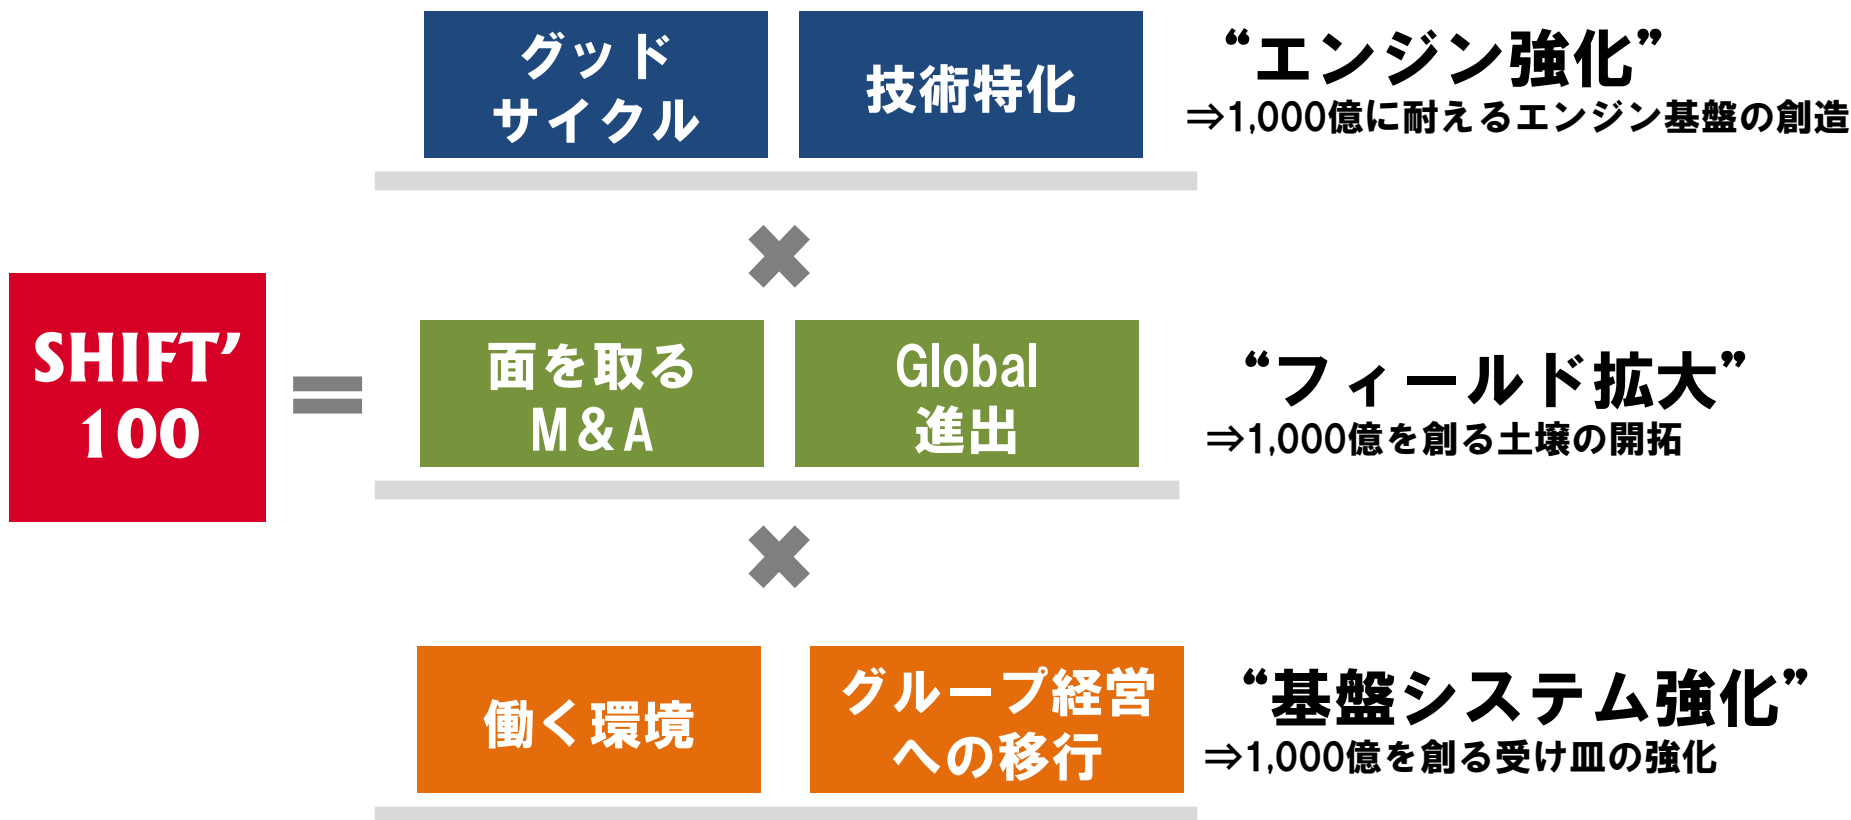 グッド
サイクル
技術特化
“エンジン強化”
⇒1,000億に耐えるエンジン基盤の創造
✖
SHIFT’
100
=
面を取る
M&A
Global
進出
“フィールド拡大”
⇒1,000億を創る土壌の開拓
✖
働く環境
グループ経営
への移行
“基盤システム強化”
⇒1,000億を創る受け皿の強化